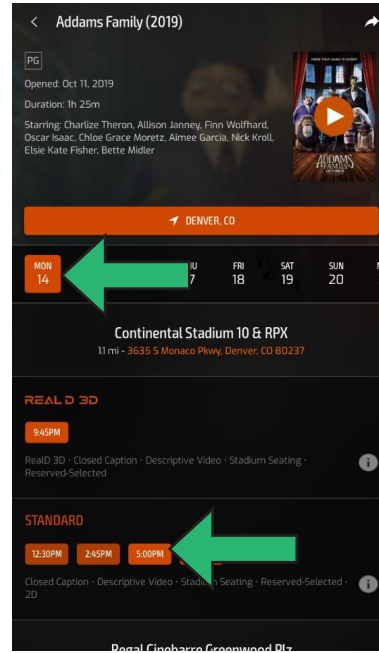 < Addams Family (2019)
PG
Opened: Oct 11, 2019
Duration: 1h 25m
Starring: Charlize Theron, Allison Janney, Finn Wolfhard,
Oscar Isaac, Chloe Grace Moretz, Aimee Garcia, Nick Kroll,
Elsie Kate Fisher, Bette Midler
ADDAMS
FAMILY
OCTOBER
DENVER, CO
MON FRI SAT SUN
14 7 18 19 20
Continental Stadium 10 & RPX
1.1 mi - 3635 S Monaco Pkwy, Denver, CO 80237
REAL D 3D
9:45PM
RealD 3D · Closed Caption · Descriptive Video · Stadium Seating ·
Reserved-Selected
STANDARD
12:30PM 2:45PM 5:00PM
Closed Caption · Descriptive Video · Stadium Seating · Reserved-Selected ·
2D
Regal Cinebarre Greenwood Plz